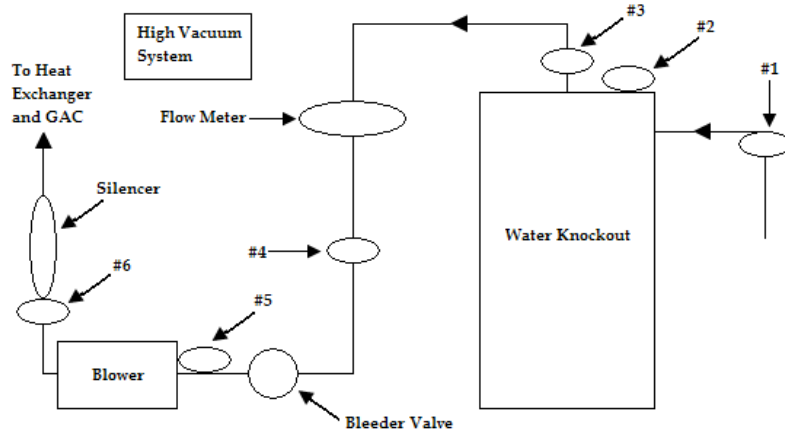 High Vacuum
System
#3
#2
#1
To Heat
Exchanger
and GAC
Flow Meter
Silencer
Water Knockout
#4
#6
#5
Blower
Bleeder Valve